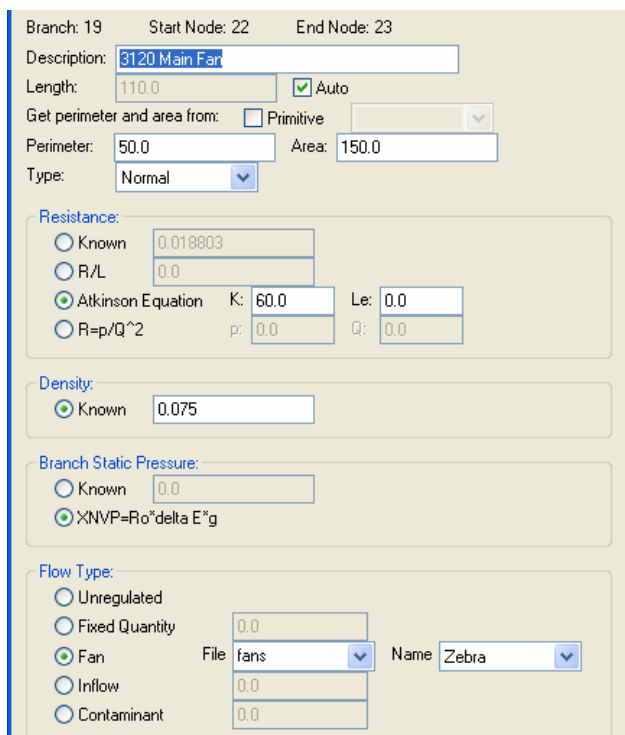 Branch: 19 Start Node: 22 End Node: 23
Description: 3120 Main Fan
Length: 110.0 Auto
Get perimeter and area from: Primitive
Perimeter: 50.0 Area: 150.0
Type: Normal
Resistance:
Known 0.018803
R/L 0.0
Atkinson Equation K: 60.0 Le: 0.0
R=p/Q^2 p: 0.0 Q: 0.0
Density:
Known 0.075
Branch Static Pressure:
Known 0.0
XNVP=Ro*delta E*g
Flow Type:
Unregulated
Fixed Quantity 0.0
Fan File fans Name Zebra
Inflow 0.0
Contaminant 0.0